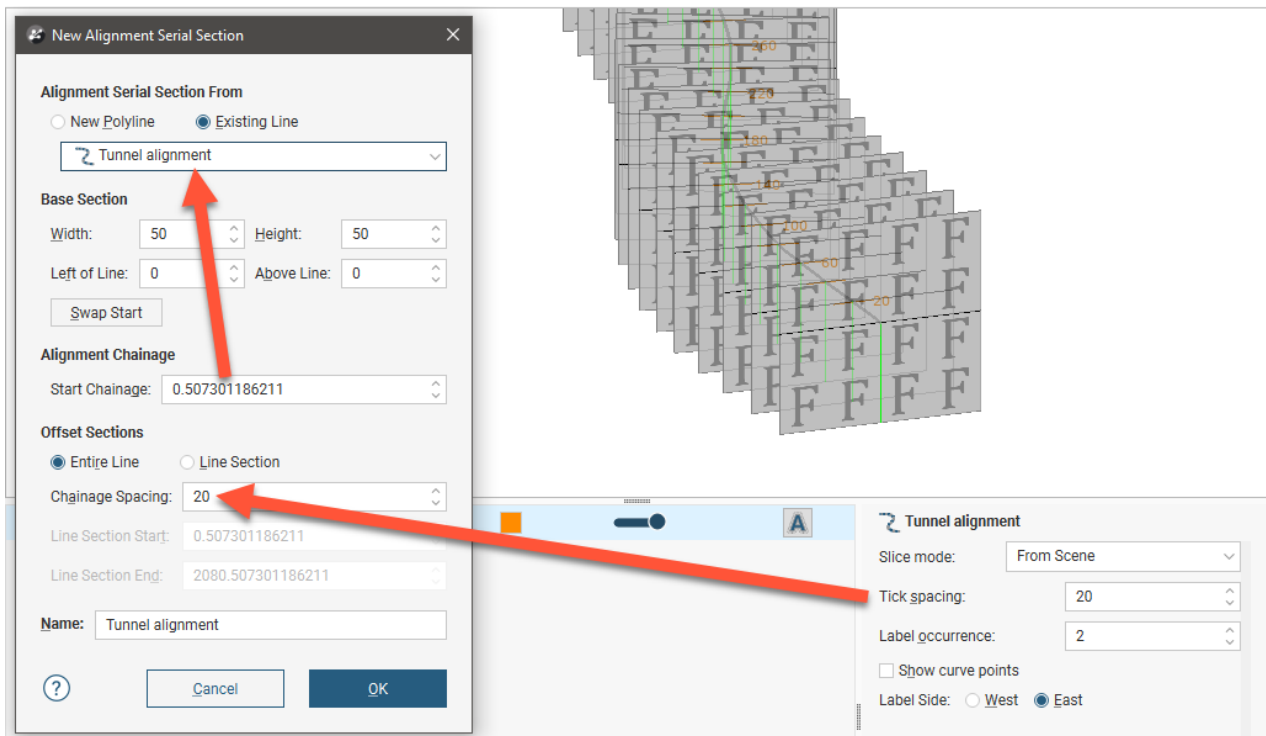 New Alignment Serial Section
Alignment Serial Section From
New Polyline Existing Line
Tunnel alignment
Base Section
Width: 50 Height: 50
Left of Line: 0 Above Line: 0
Swap Start
Alignment Chainage
Start Chainage: 0.507301186211
Offset Sections
Entire Line Line Section
Chainage Spacing: 20
Line Section Start: 0.507301186211
Line Section End: 2080.507301186211
Name: Tunnel alignment
? Cancel OK
260
220
180
140
100
60
20
F F F F
F F F F
F F F F
F F F F
A
Tunnel alignment
Slice mode: From Scene
Tick spacing: 20
Label occurrence: 2
Show curve points
Label Side: West East